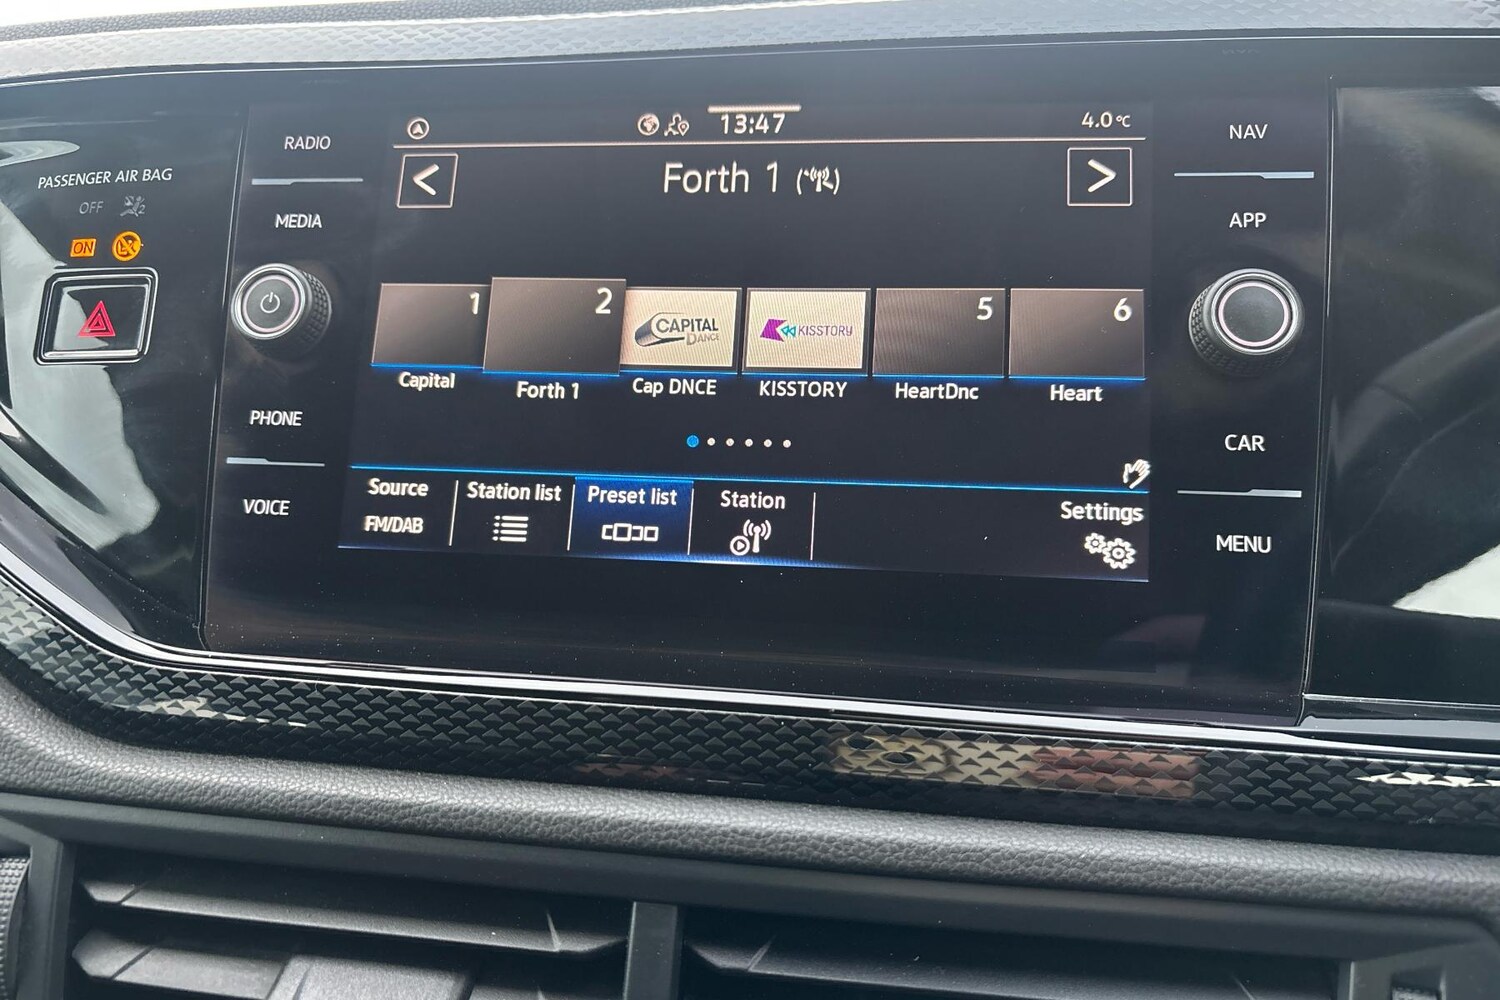 PASSENGER AIR BAG
OFF
ON
RADIO
MEDIA
PHONE
VOICE
13:47
4.0°C
<
Forth 1
>
1
2
CAPITAL
DANCE
KISSTORY
5
6
Capital
Forth 1
Cap DNCE
KISSTORY
HeartDnc
Heart
Source
FM/DAB
Station list
Preset list
Station
Settings
NAV
APP
CAR
MENU